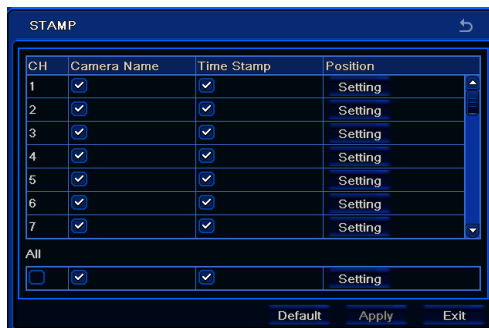 STAMP
CH Camera Name Time Stamp Position
1 Setting
2 Setting
3 Setting
4 Setting
5 Setting
6 Setting
7 Setting
All
Setting
Default Apply Exit